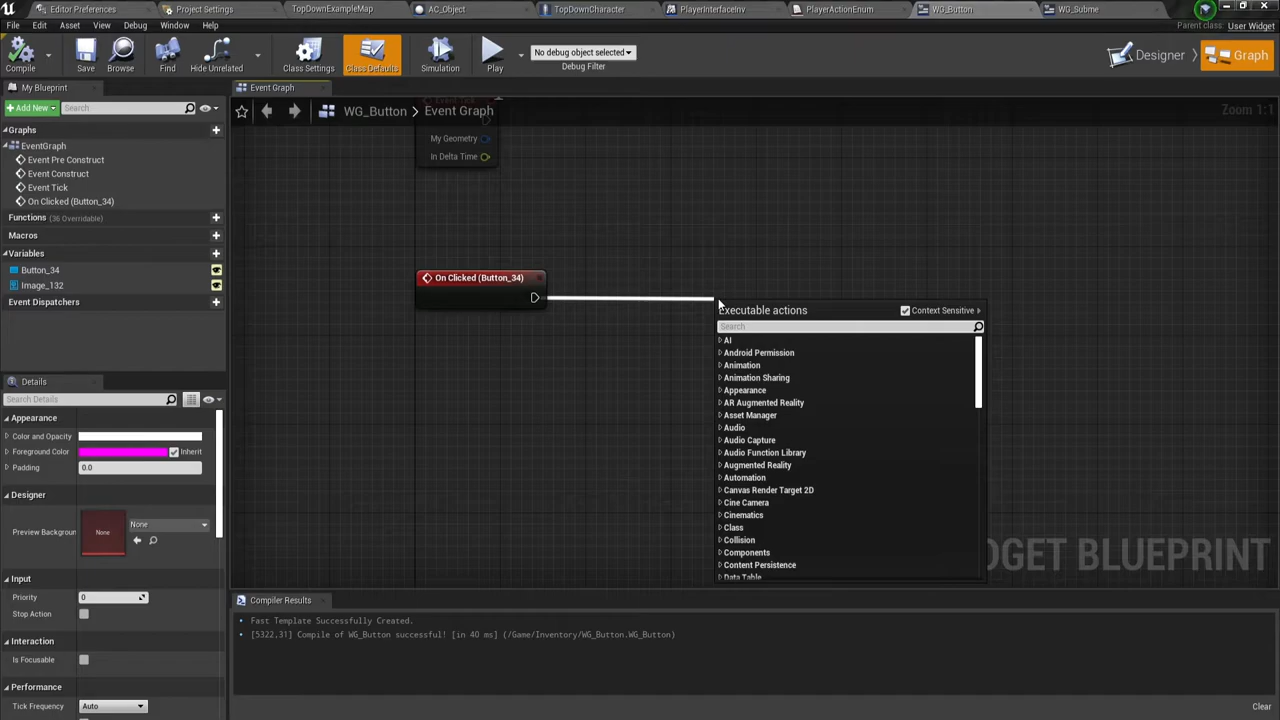 Editor Preferences
Project Settings
TopDownExampleMap
AC_Object
TopDownCharacter
PlayerInterfaceInv
PlayerActionEnum
WG_Button
WG_Subme
File Edit Asset View Debug Window Help
Parent class: User Widget
Compile
Save
Browse
Find
Hide Unrelated
Class Settings
Class Defaults
Simulation
Play
No debug object selected
Debug Filter
Designer
Graph
My Blueprint
Event Graph
+Add New
Search
WG_Button > Event Graph
Zoom 1:1
Event Tick
My Geometry
In Delta Time
Graphs
EventGraph
Event Pre Construct
Event Construct
Event Tick
On Clicked (Button_34)
Functions (36 Overridable)
Macros
Variables
Button_34
Image_132
Event Dispatchers
On Clicked (Button_34)
Executable actions
Context Sensitive
Search
AI
Android Permission
Animation
Animation Sharing
Appearance
AR Augmented Reality
Asset Manager
Audio
Audio Capture
Audio Function Library
Augmented Reality
Automation
Canvas Render Target 2D
Cine Camera
Cinematics
Class
Collision
Components
Content Persistence
Data Table
DGET BLUEPRINT
Details
Search Details
Appearance
Color and Opacity
Foreground Color
Inherit
Padding
0.0
Designer
Preview Backgroun
None
None
Input
Priority
0
Stop Action
Interaction
Is Focusable
Performance
Tick Frequency
Auto
Compiler Results
Fast Template Successfully Created.
[5322.31] Compile of WG_Button successful! [in 40 ms] (/Game/Inventory/WG_Button.WG_Button)
Clear